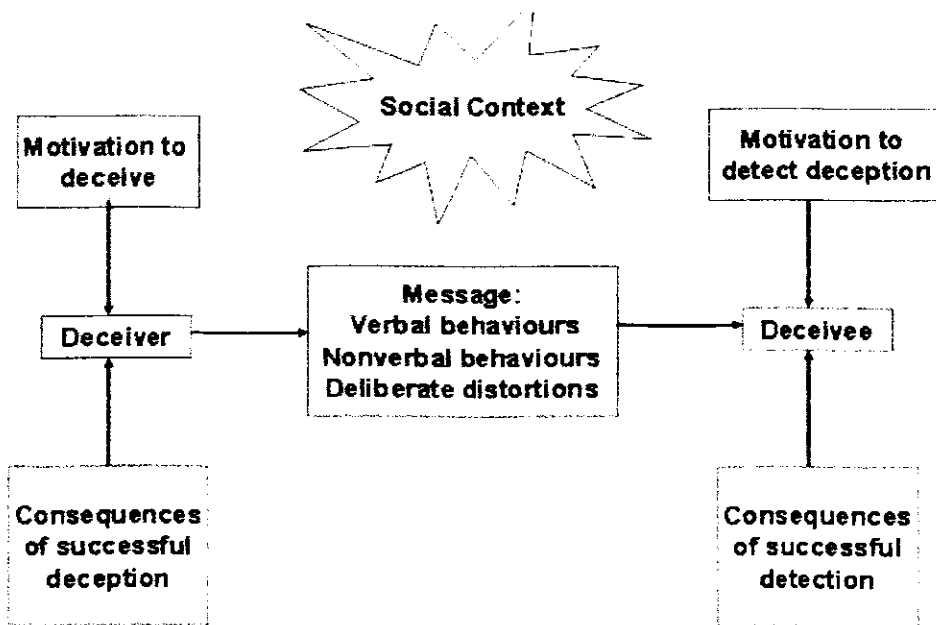 Social Context
Motivation to
deceive
Motivation to
detect deception
Message:
Verbal behaviours
Nonverbal behaviours
Deliberate distortions
Deceiver
Deceivee
Consequences
of successful
deception
Consequences
of successful
detection